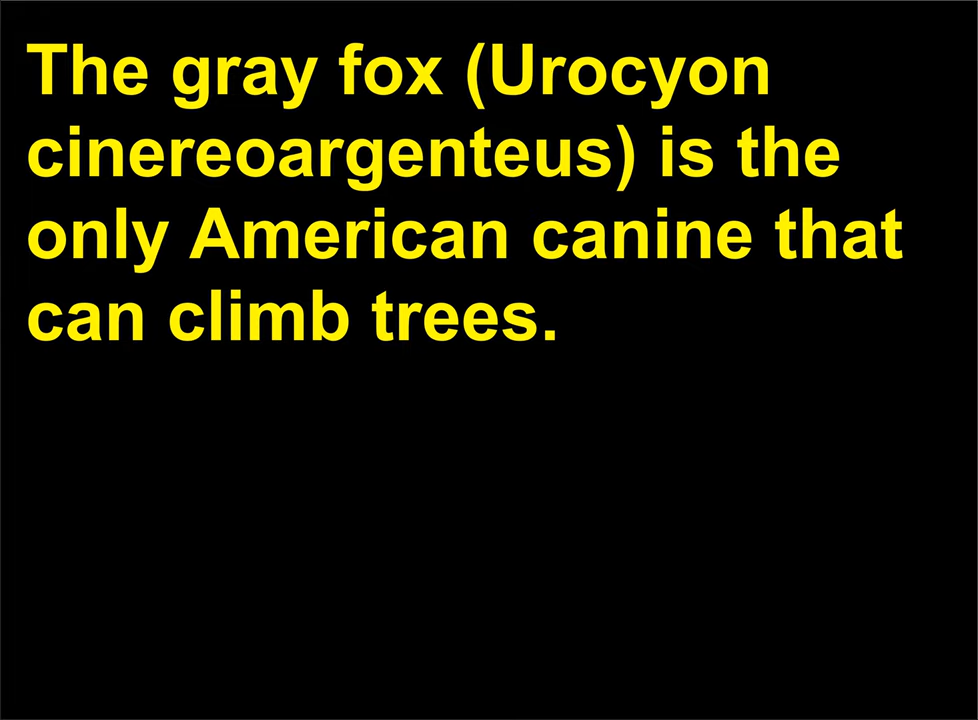 The gray fox (Urocyon
cinereoargenteus) is the
only American canine that
can climb trees.